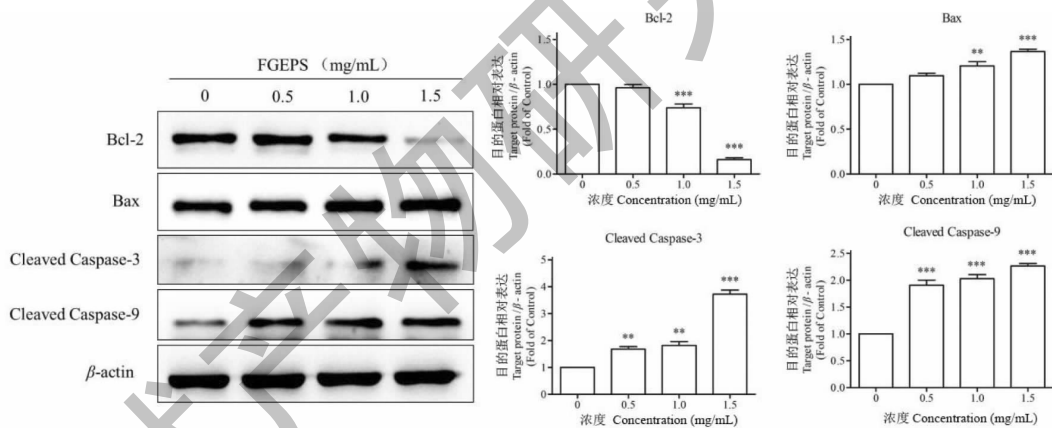 FGEPS （mg/mL）
0 0.5 1.0 1.5
Bcl-2
Bax
Cleaved Caspase-3
Cleaved Caspase-9
β-actin
Bcl-2
目的蛋白相对表达
Target protein/β- actin
(Fold of Control)
1.5
1.0
0.5
0.0
***
***
0 0.5 1.0 1.5
浓度 Concentration (mg/mL)
Bax
目的蛋白相对表达
Target protein/β- actin
(Fold of Control)
1.5
1.0
0.5
0.0
**
***
0 0.5 1.0 1.5
浓度 Concentration (mg/mL)
Cleaved Caspase-3
目的蛋白相对表达
Target protein/β- actin
(Fold of Control)
5
4
3
2
1
0
**
**
***
0 0.5 1.0 1.5
浓度 Concentration (mg/mL)
Cleaved Caspase-9
目的蛋白相对表达
Target protein/β- actin
(Fold of Control)
2.5
2.0
1.5
1.0
0.5
0.0
***
***
***
0 0.5 1.0 1.5
浓度 Concentration (mg/mL)
产物研